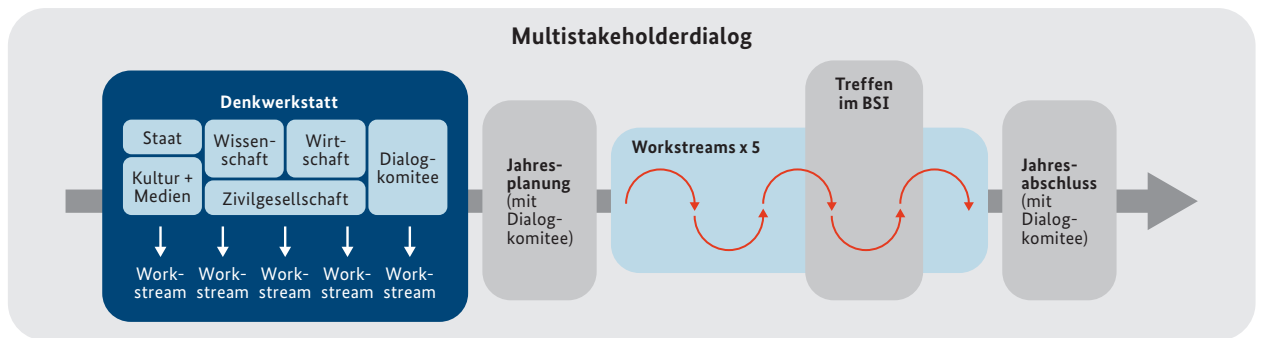 Multistakeholderdialog
Denkwerkstatt
Staat
Kultur +
Medien
Wissen-
schaft
Wirt-
schaft
Zivilgesellschaft
Dialog-
komitee
Work-
stream
Work-
stream
Work-
stream
Work-
stream
Work-
stream
Jahres-
planung
(mit
Dialog-
komitee)
Workstreams x 5
Treffen
im BSI
Jahres-
abschluss
(mit
Dialog-
komitee)